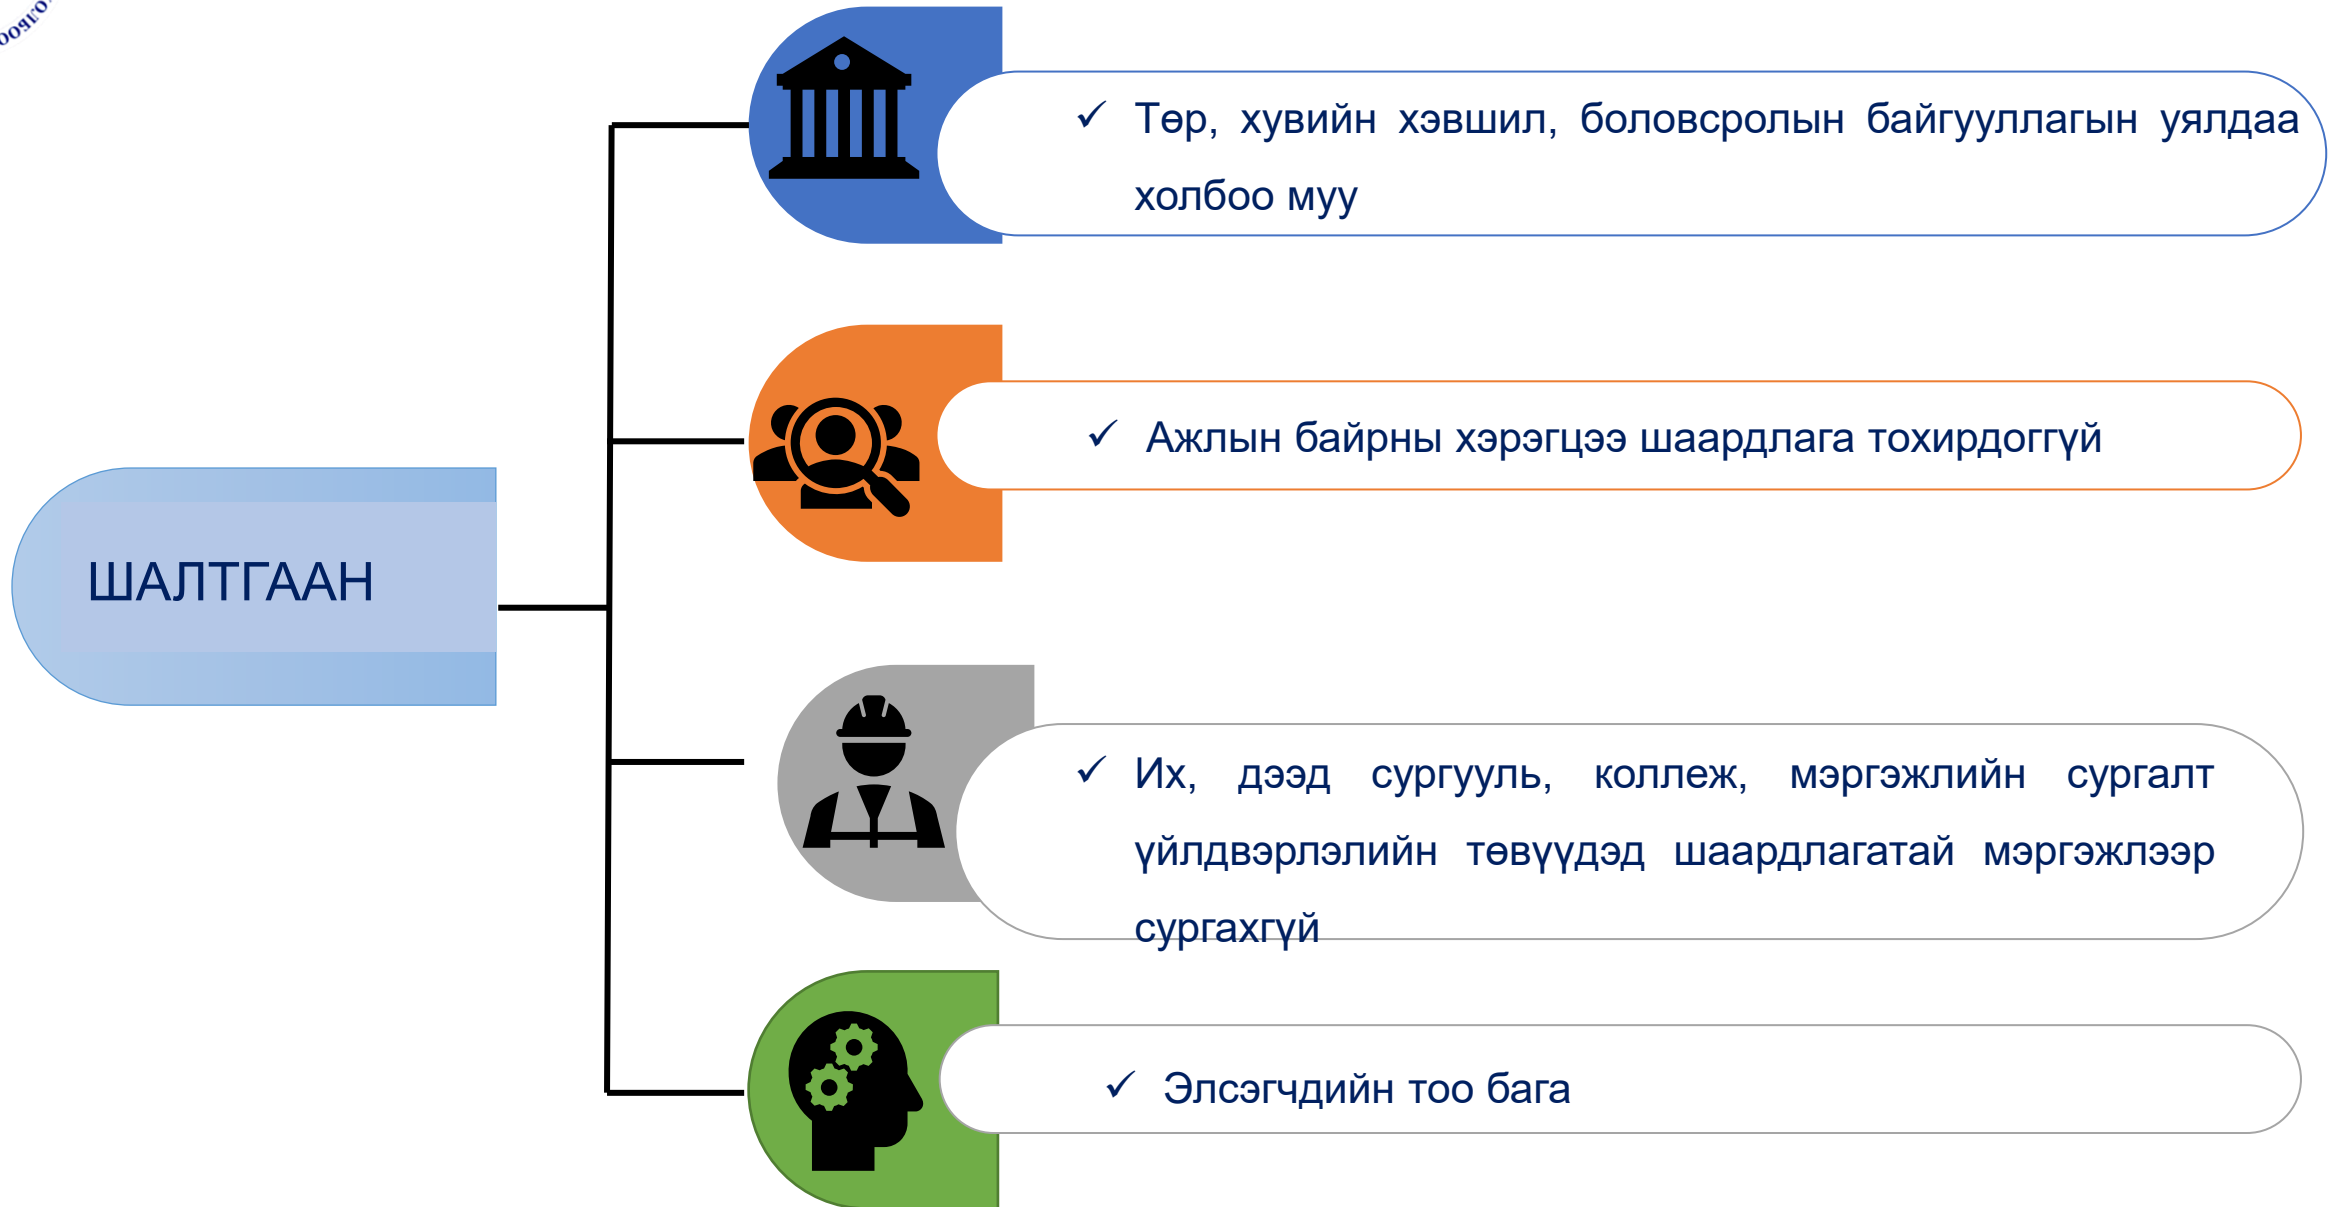 ШАЛТГААН
✓ Төр, хувийн хэвшил, боловсролын байгууллагын уялдаа
холбоо муу
✓ Ажлын байрны хэрэгцээ шаардлага тохирдоггүй
✓ Их, дээд сургууль, коллеж, мэргэжлийн сургалт
үйлдвэрлэлийн төвүүдэд шаардлагатай мэргэжлээр
сургахгүй
✓ Элсэгчдийн тоо бага